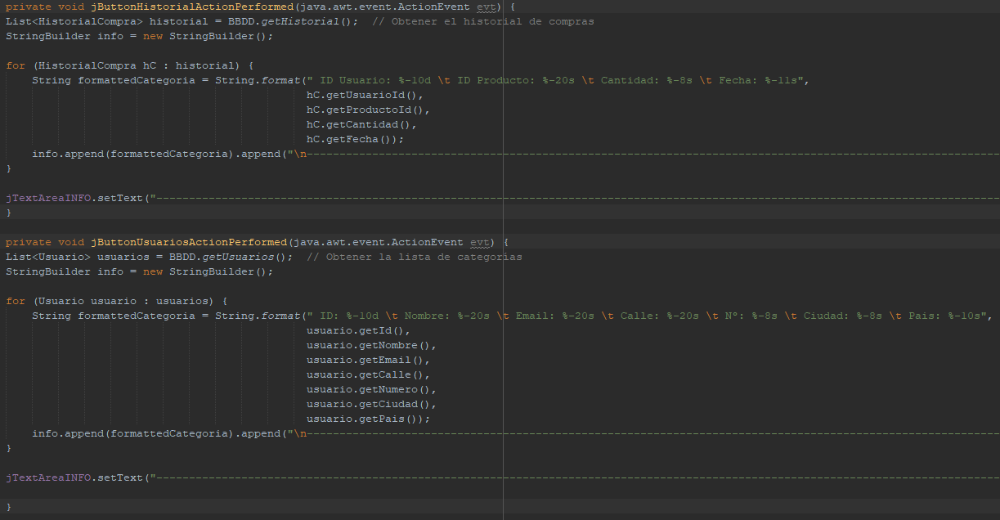 private void jButtonHistorialActionPerformed(java.awt.event.ActionEvent evt) {
List<HistorialCompra> historial = BBDD.getHistorial();  // Obtener el historial de compras
StringBuilder info = new StringBuilder();
for (HistorialCompra hC : historial) {
String formattedCategoria = String.format(" ID Usuario: %-10d \t ID Producto: %-20s \t Cantidad: %-8s \t Fecha: %-11s",
hC.getUsuarioId(),
hC.getProductoId(),
hC.getCantidad(),
hC.getFecha());
info.append(formattedCategoria).append("\n----------------------------------------------------------------------------------------------------------
}
jTextAreaINFO.setText("---------------------------------------------------------------------------------------------------------------------------------
}
private void jButtonUsuariosActionPerformed(java.awt.event.ActionEvent evt) {
List<Usuario> usuarios = BBDD.getUsuarios();  // Obtener la lista de categorías
StringBuilder info = new StringBuilder();
for (Usuario usuario : usuarios) {
String formattedCategoria = String.format(" ID: %-10d \t Nombre: %-20s \t Email: %-20s \t Calle: %-20s \t Nº: %-8s \t Ciudad: %-8s \t Pais: %-10s",
usuario.getId(),
usuario.getNombre(),
usuario.getEmail(),
usuario.getCalle(),
usuario.getNumero(),
usuario.getCiudad(),
usuario.getPais());
info.append(formattedCategoria).append("\n----------------------------------------------------------------------------------------------------------
}
jTextAreaINFO.setText("---------------------------------------------------------------------------------------------------------------------------------
}